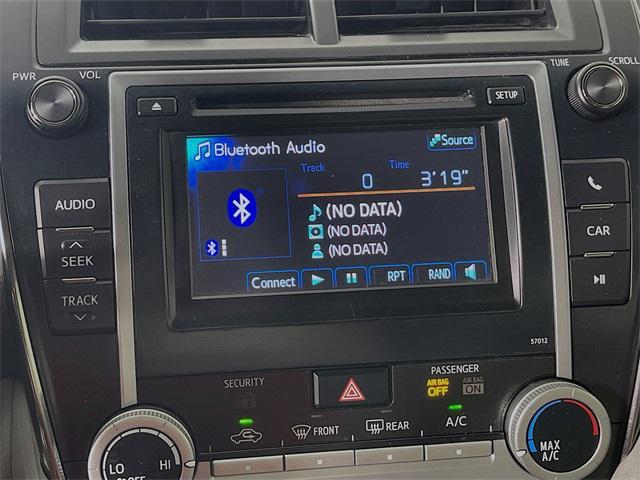 PWR VOL
TUNE SCROLL
SETUP
Bluetooth Audio
Source
Track Time
0 3'19"
(NO DATA)
(NO DATA)
(NO DATA)
Connect RPT RAND
AUDIO
SEEK
TRACK
CAR
57012
SECURITY
PASSENGER
AIR BAG OFF
AIR BAG ON
FRONT REAR A/C
LO HI
OFF
MAX A/C